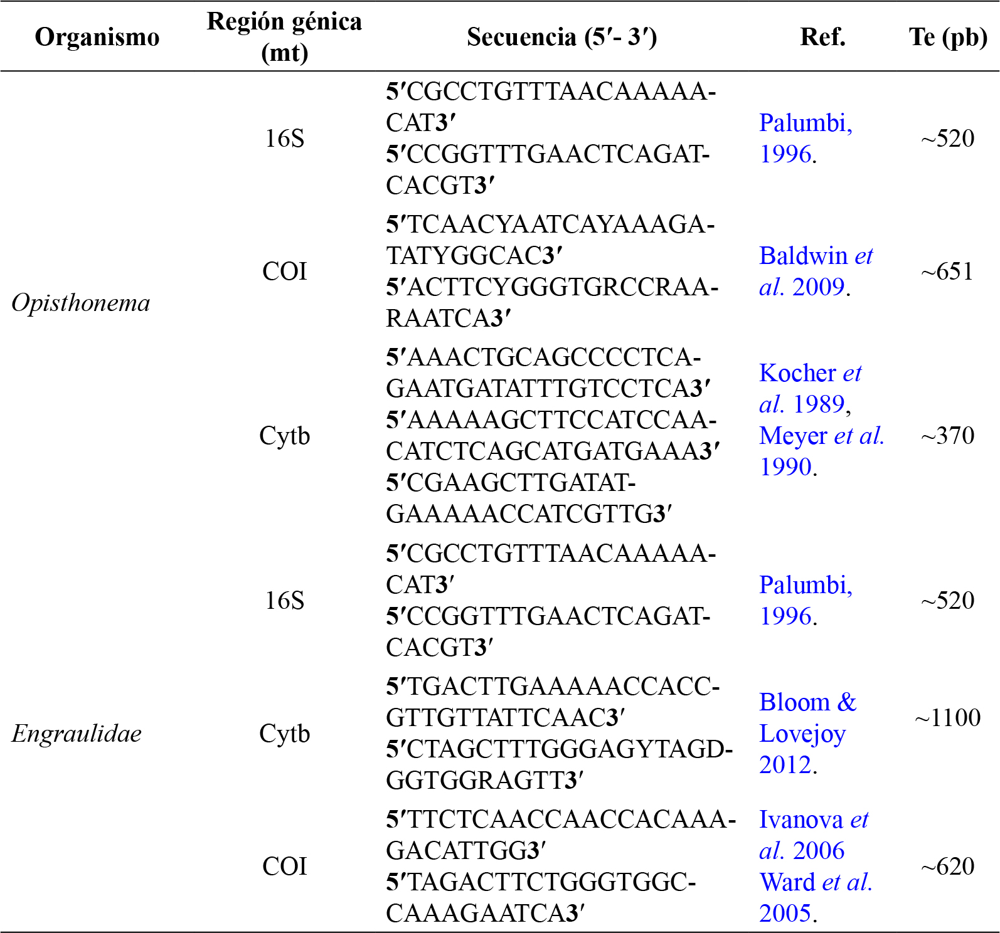 Organismo Región génica (mt) Secuencia (5′- 3′) Ref. Te (pb)
16S
5′CGCCTGTTTAACAAAAA-
CAT3′
5′CCGGTTTGAACTCAGAT-
CACGT3′
Palumbi,
1996.
~520
Opisthonema
COI
5′TCAACYAATCAYAAAGA-
TATYGGCAC3′
5′ACTTCYGGGTGRCCRAA-
RAATCA3′
Baldwin et
al. 2009.
~651
Cytb
5′AAACTGCAGCCCCTCA-
GAATGATATTTGTCCTCA3′
5′AAAAAGCTTCCATCCAA-
CATCTCAGCATGATGAAA3′
5′CGAAGCTTGATAT-
GAAAAACCATCGTTG3′
Kocher et
al. 1989,
Meyer et al.
1990.
~370
16S
5′CGCCTGTTTAACAAAAA-
CAT3′
5′CCGGTTTGAACTCAGAT-
CACGT3′
Palumbi,
1996.
~520
Engraulidae
Cytb
5′TGACTTGAAAAACCACC-
GTTGTTATTCAAC3′
5′CTAGCTTTGGGAGYTAGD-
GGTGGRAGTT3′
Bloom &
Lovejoy
2012.
~1100
COI
5′TTCTCAACCAACCACAAA-
GACATTGG3′
5′TAGACTTCTGGGTGGC-
CAAAGAATCA3′
Ivanova et
al. 2006
Ward et al.
2005.
~620